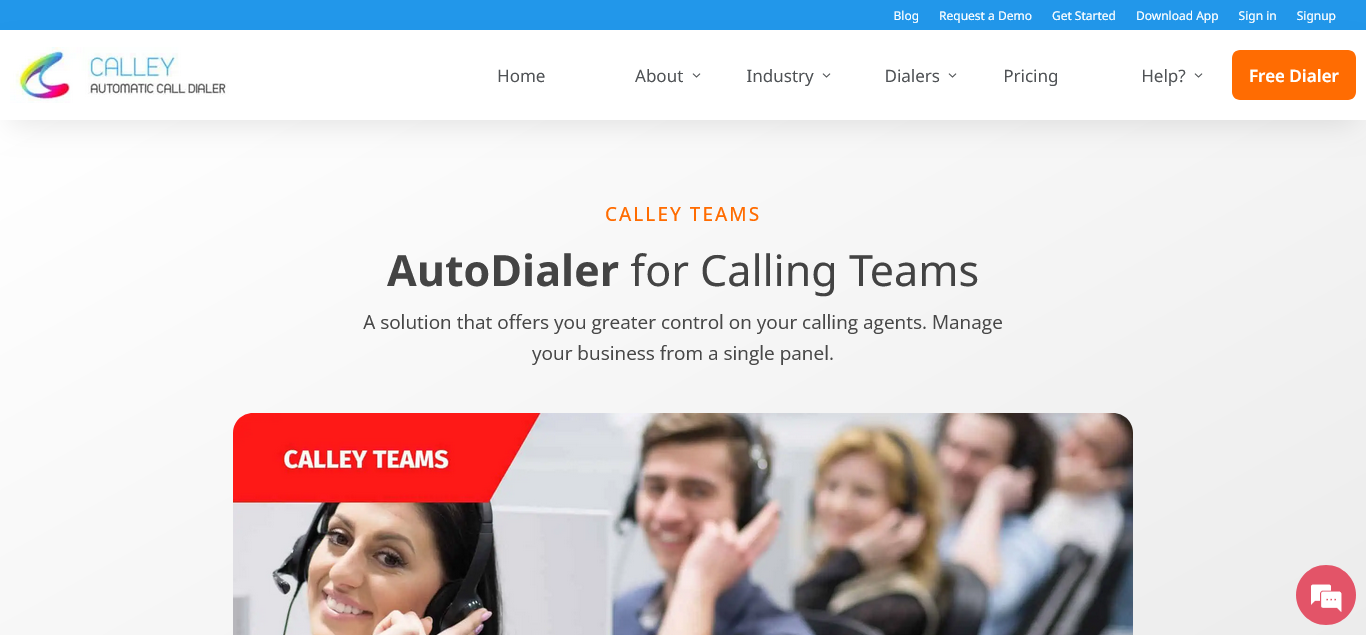 Blog Request a Demo Get Started Download App Sign in Signup
CALLEY
AUTOMATIC CALL DIALER
Home About Industry Dialers Pricing Help? Free Dialer
CALLEY TEAMS
AutoDialer for Calling Teams
A solution that offers you greater control on your calling agents. Manage
your business from a single panel.
CALLEY TEAMS